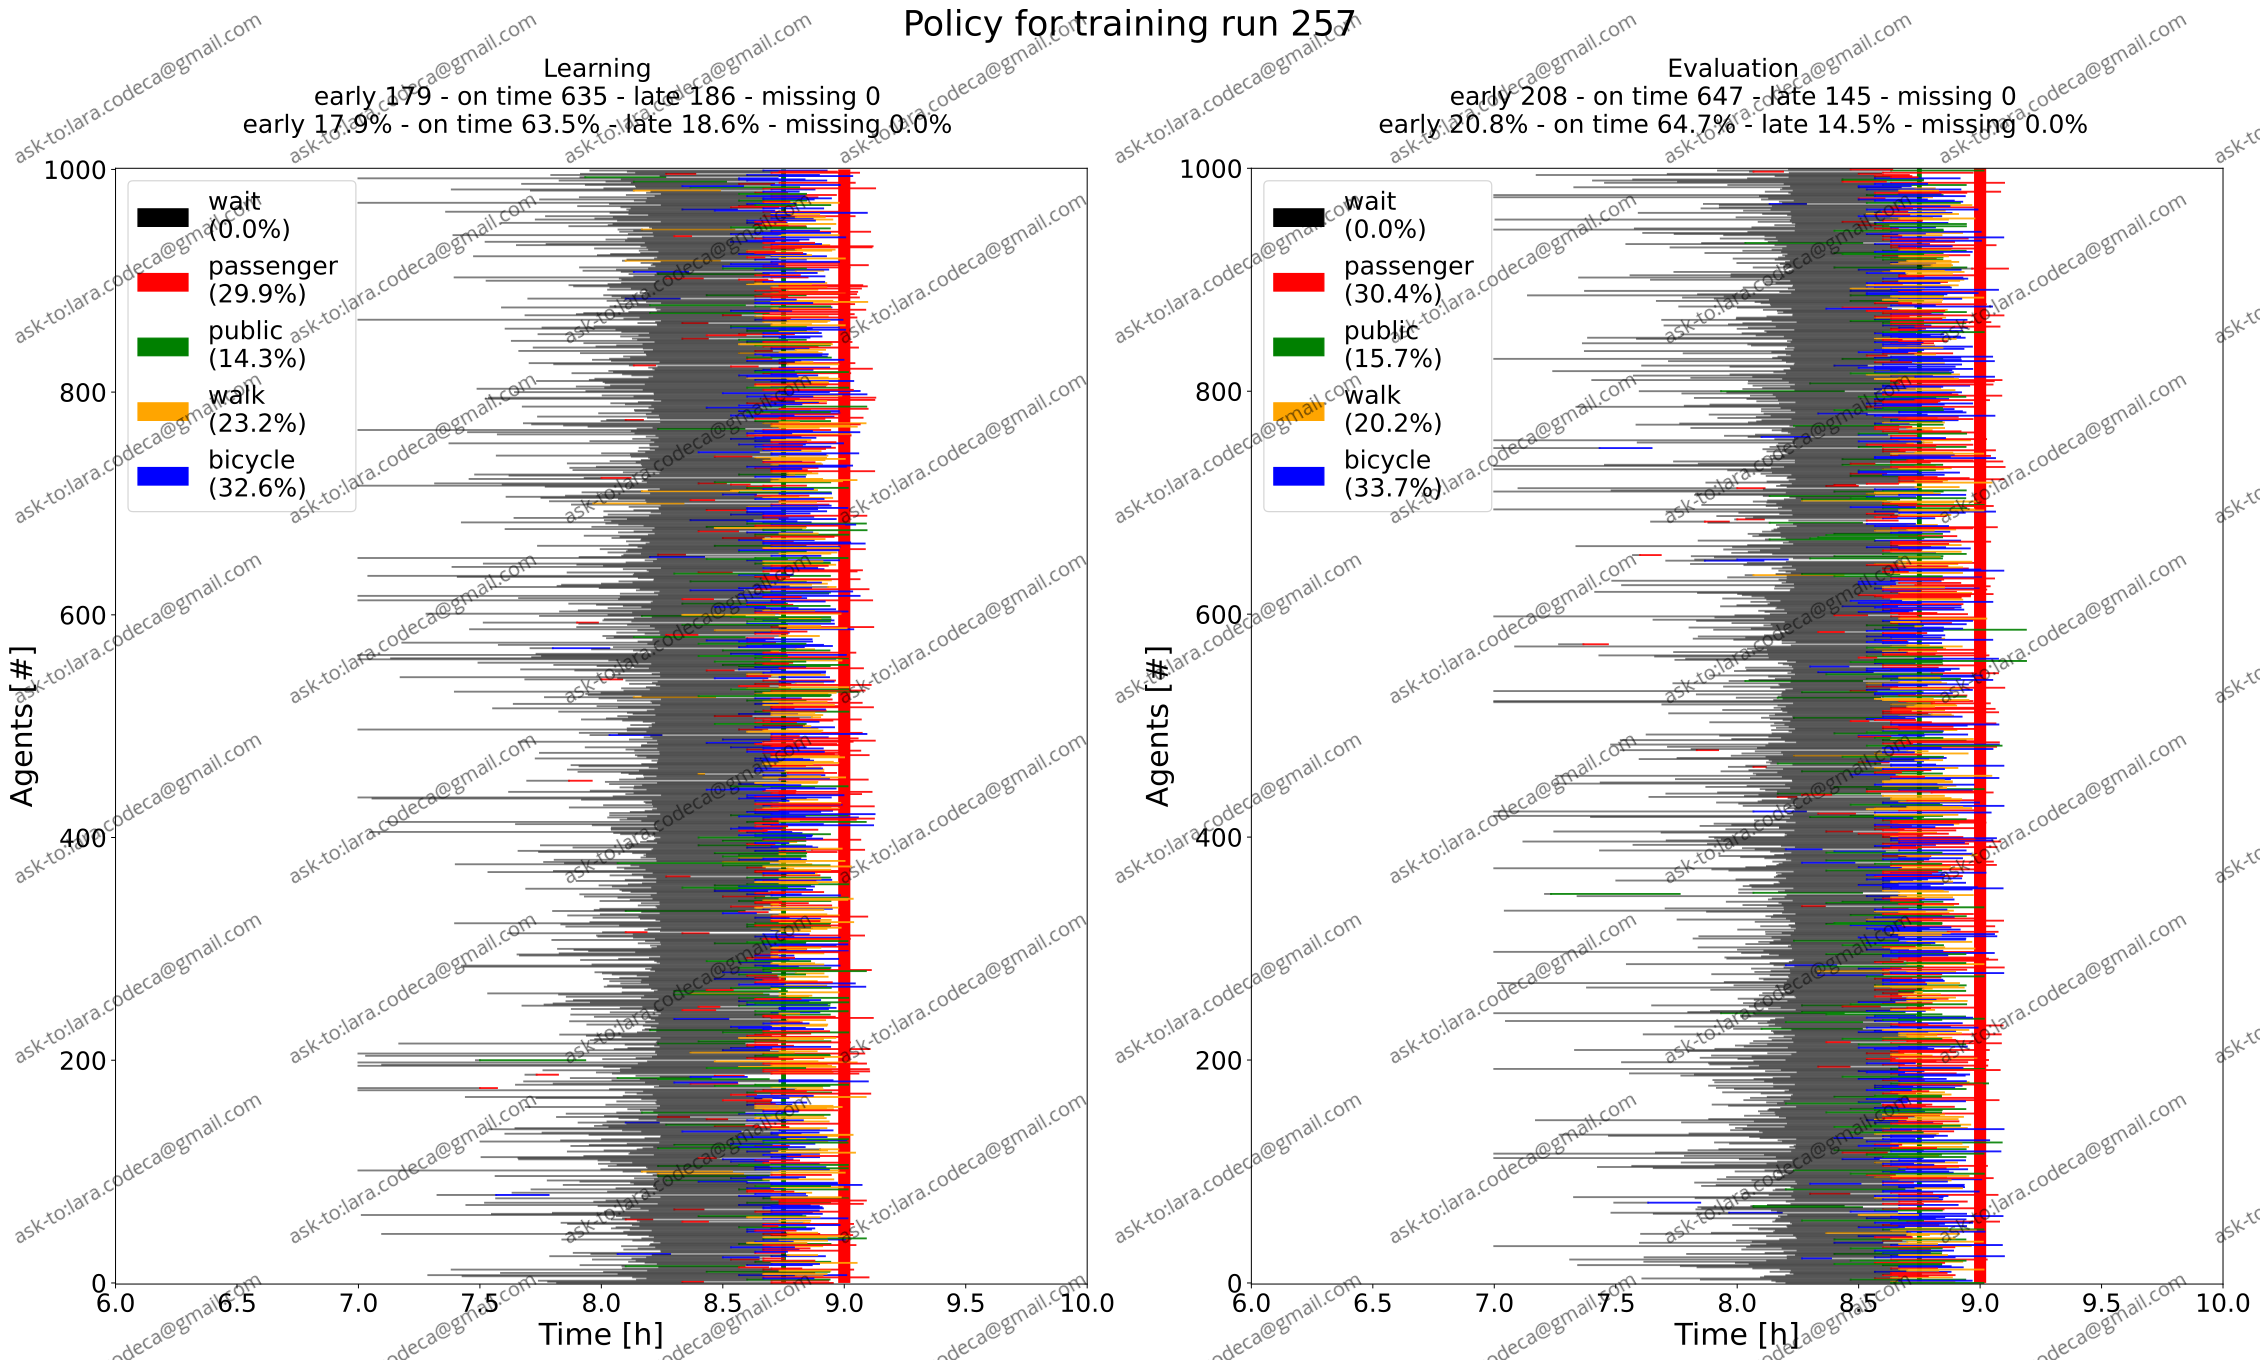 Policy for training run 257
Learning
early 179 - on time 635 - late 186 - missing 0
early 17.9% - on time 63.5% - late 18.6% - missing 0.0%
1000
800
600
400
200
0
wait
(0.0%)
passenger
(29.9%)
public
(14.3%)
walk
(23.2%)
bicycle
(32.6%)
Agents [#]
6.0 6.5 7.0 7.5 8.0 8.5 9.0 9.5 10.0
Time [h]
Evaluation
early 208 - on time 647 - late 145 - missing 0
early 20.8% - on time 64.7% - late 14.5% - missing 0.0%
1000
800
600
400
200
0
wait
(0.0%)
passenger
(30.4%)
public
(15.7%)
walk
(20.2%)
bicycle
(33.7%)
Agents [#]
6.0 6.5 7.0 7.5 8.0 8.5 9.0 9.5 10.0
Time [h]
ask-to:lara.codeca@gmail.com